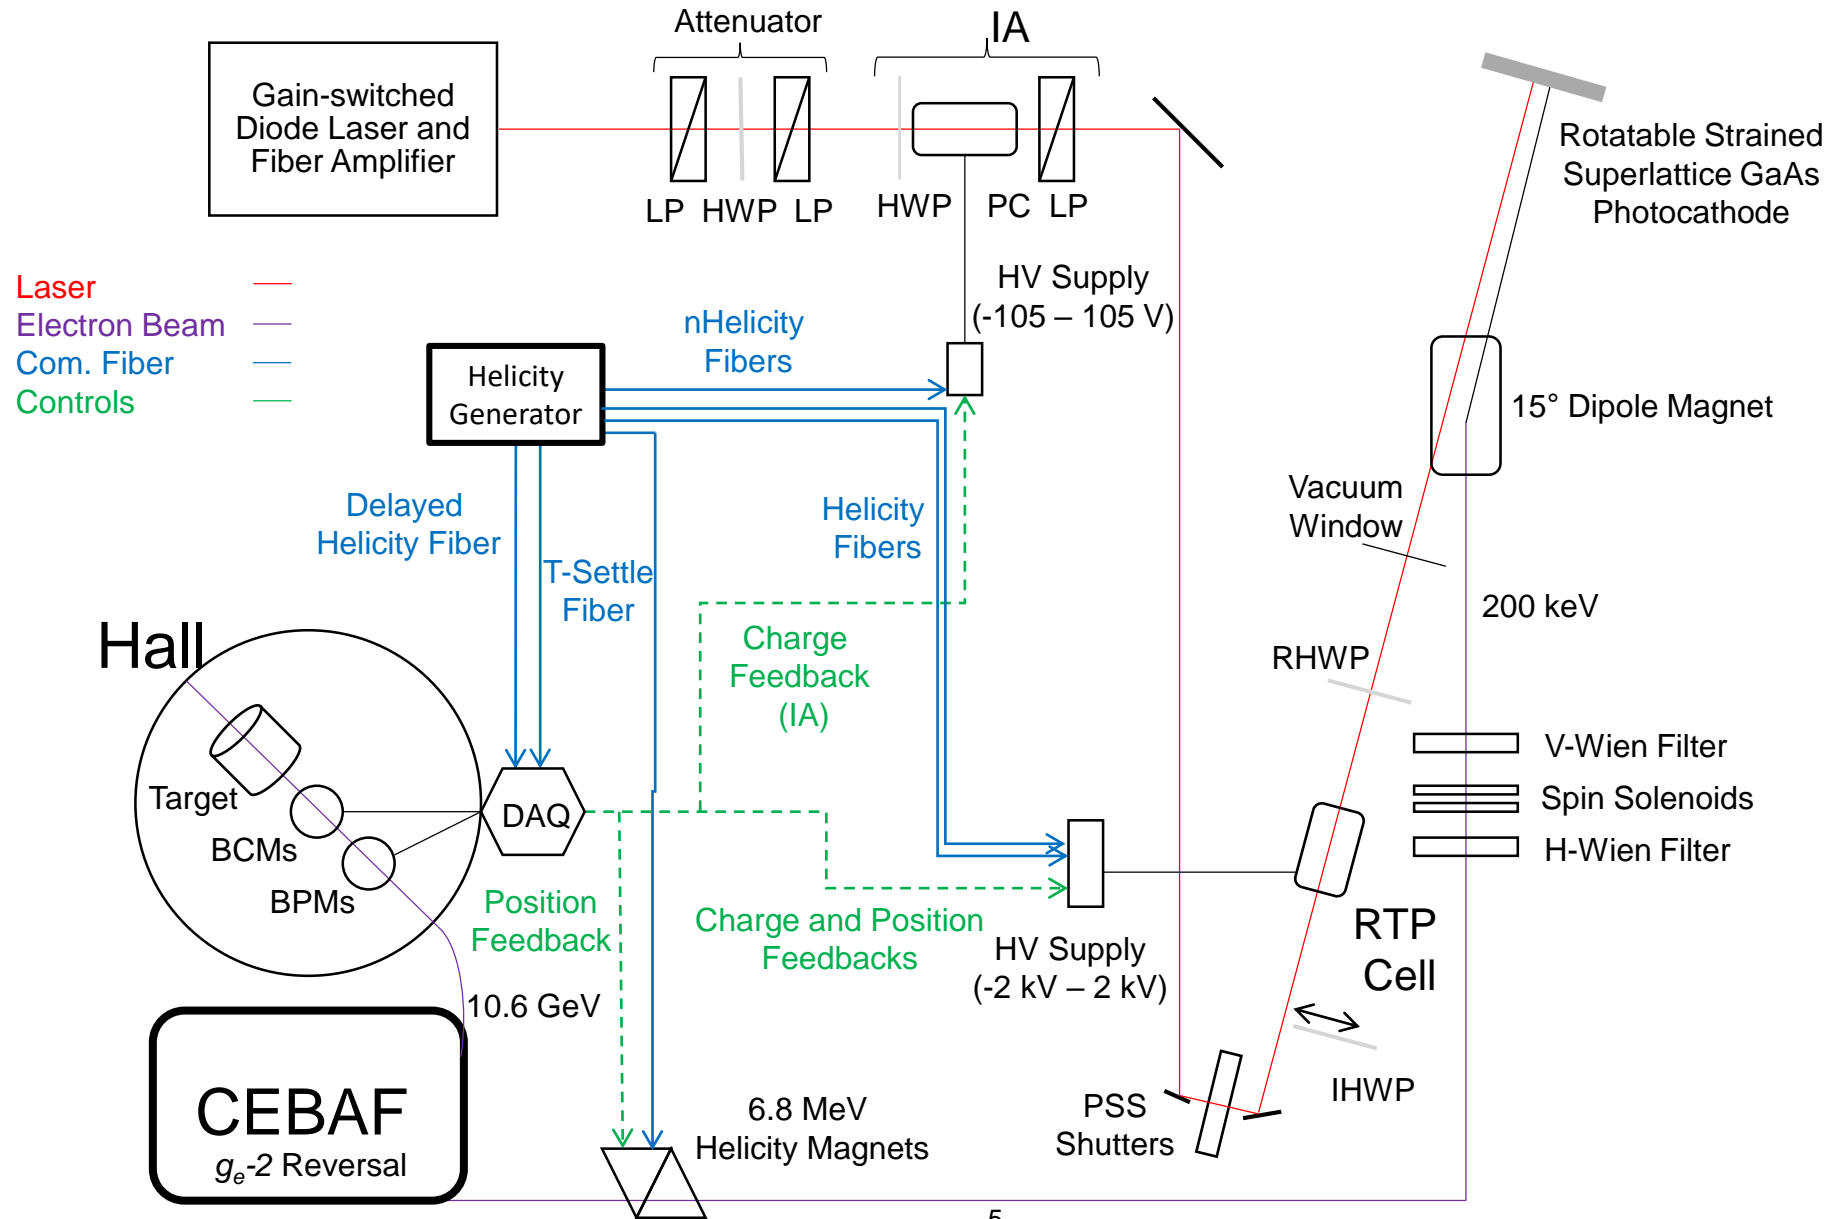 Attenuator
IA
Gain-switched
Diode Laser and
Fiber Amplifier
LP HWP LP
HWP PC LP
Rotatable Strained
Superlattice GaAs
Photocathode
Laser
Electron Beam
Com. Fiber
Controls
HV Supply
(-105 – 105 V)
nHelicity
Fibers
Helicity
Generator
15° Dipole Magnet
Delayed
Helicity Fiber
T-Settle
Fiber
Helicity
Fibers
Vacuum
Window
200 keV
Hall
Charge
Feedback
(IA)
RHWP
V-Wien Filter
Spin Solenoids
H-Wien Filter
Target
BCMs
BPMs
DAQ
Position
Feedback
Charge and Position
Feedbacks
HV Supply
(-2 kV – 2 kV)
RTP
Cell
10.6 GeV
CEBAF
ge-2 Reversal
6.8 MeV
Helicity Magnets
PSS
Shutters
IHWP
5